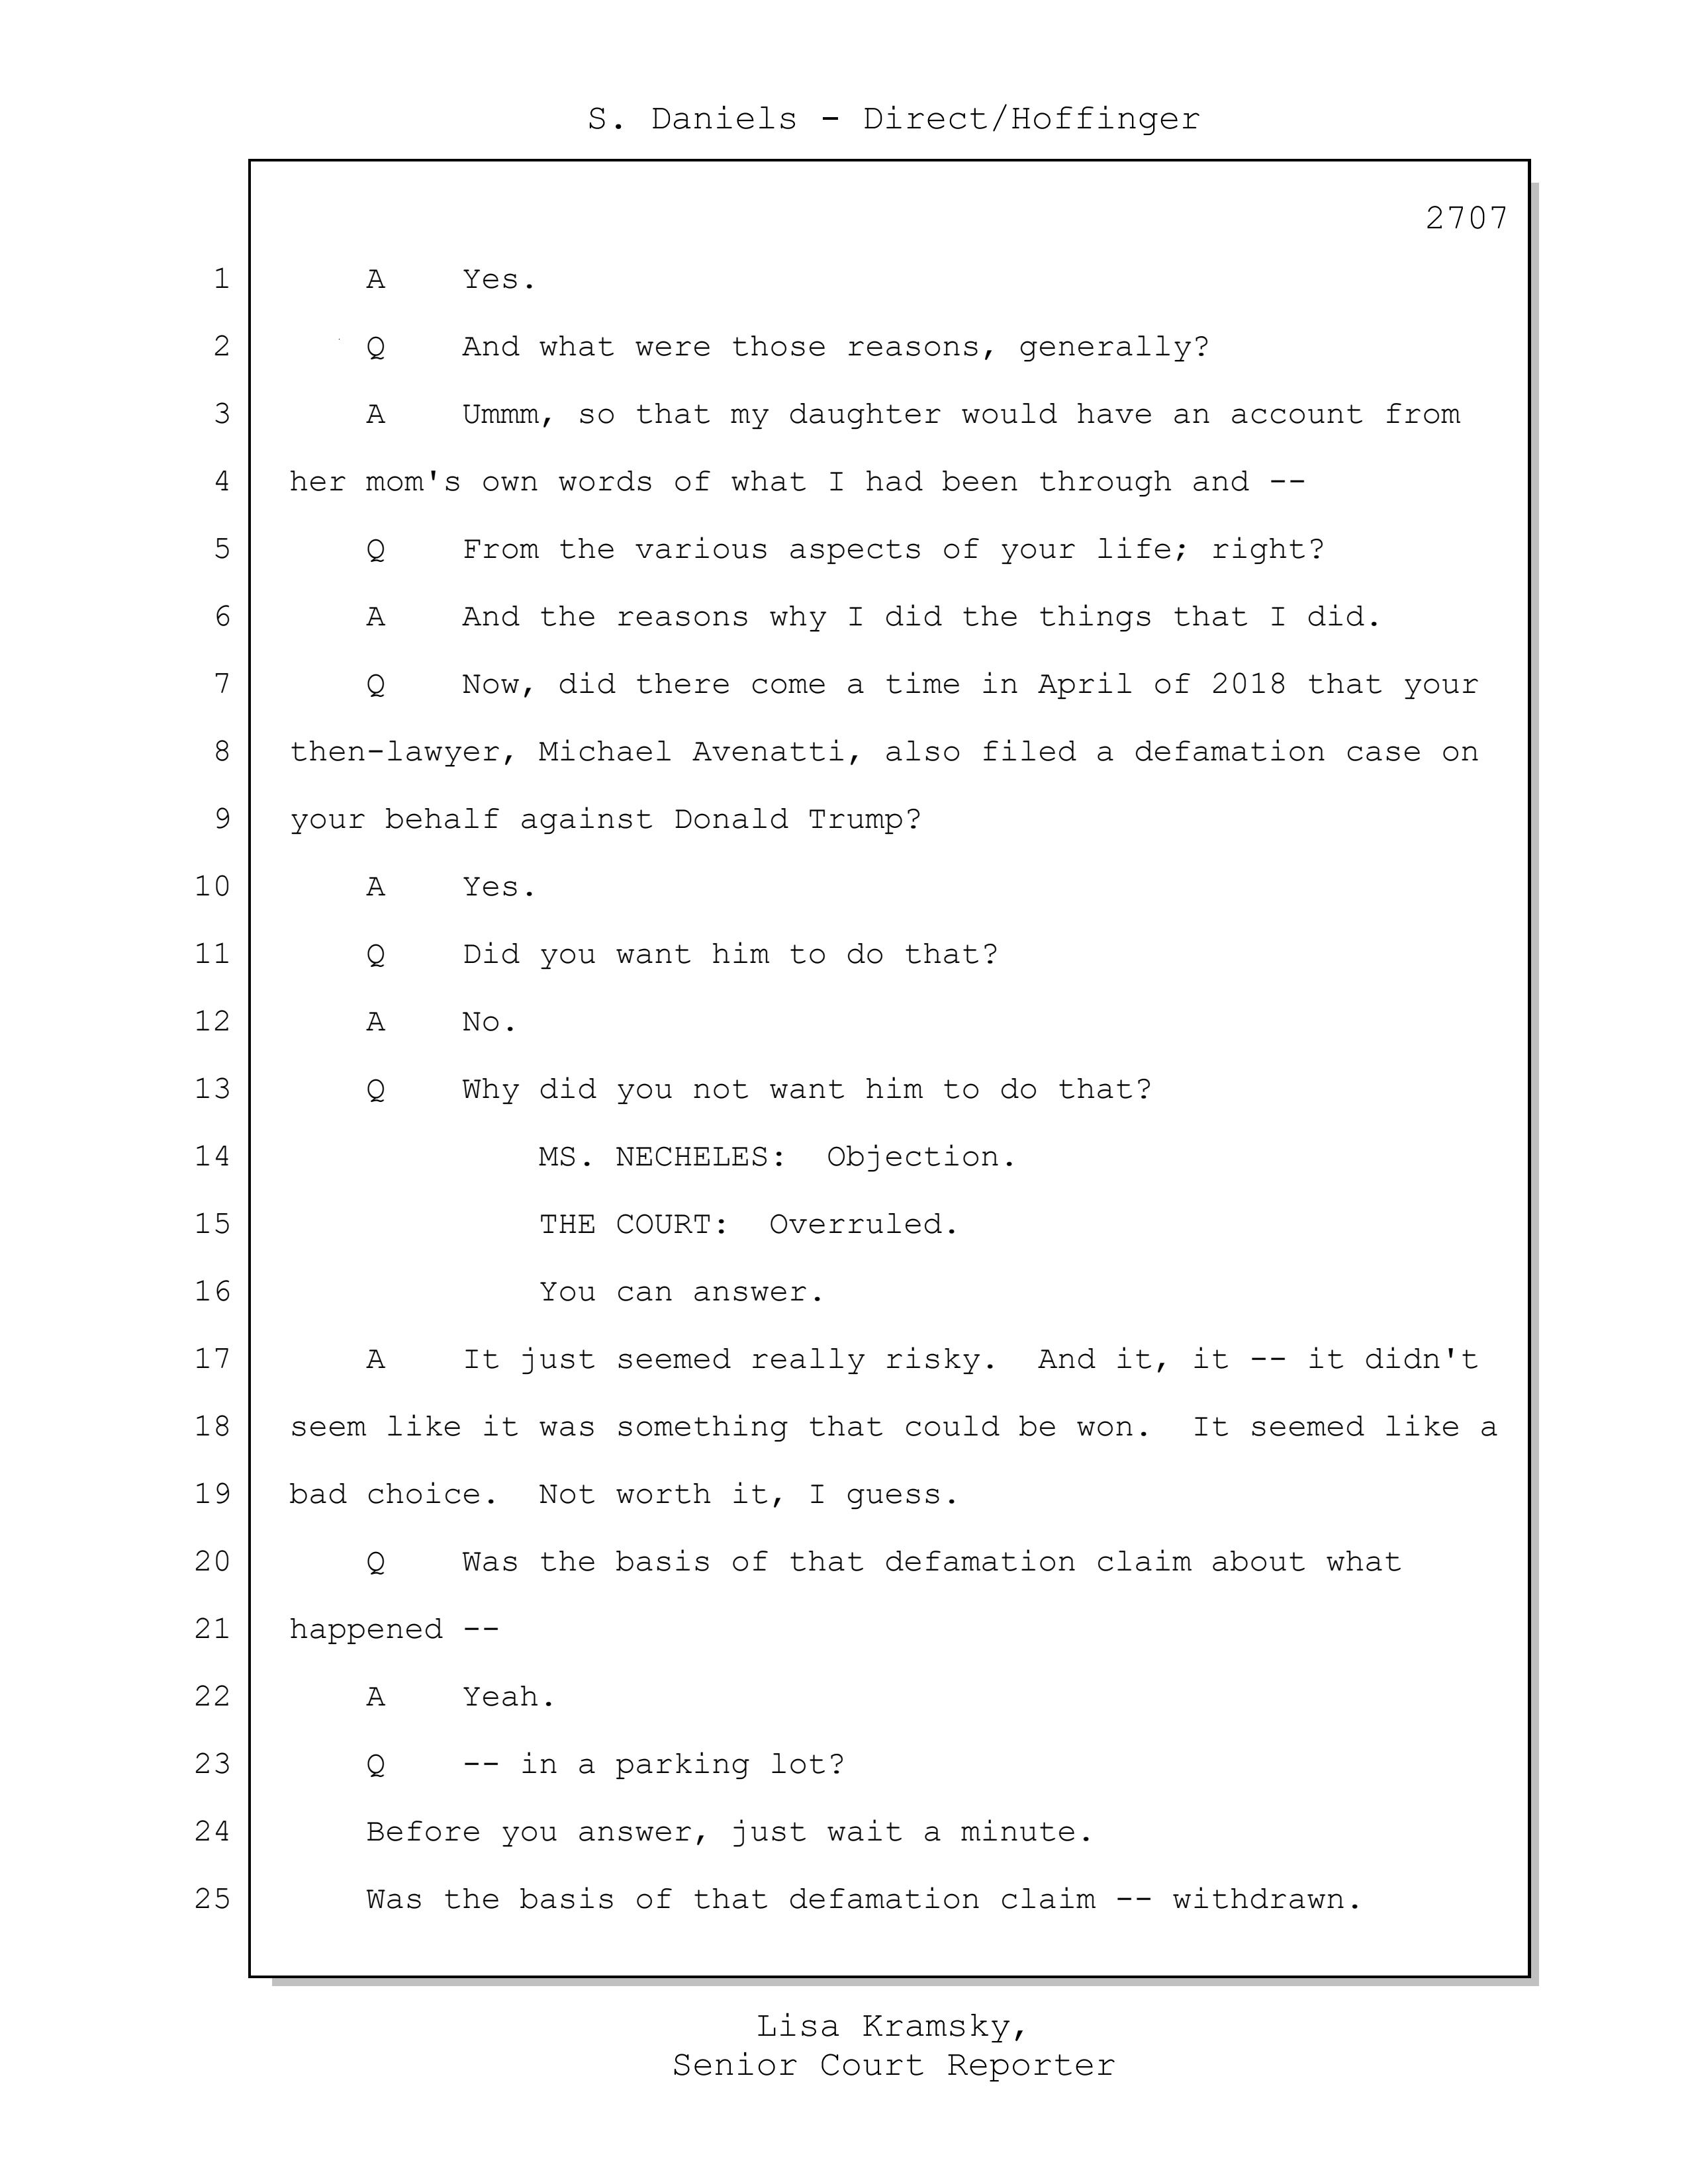 S. Daniels - Direct/Hoffinger
2707
1 A Yes.
2 Q And what were those reasons, generally?
3 A Ummm, so that my daughter would have an account from
4 her mom's own words of what I had been through and --
5 Q From the various aspects of your life; right?
6 A And the reasons why I did the things that I did.
7 Q Now, did there come a time in April of 2018 that your
8 then-lawyer, Michael Avenatti, also filed a defamation case on
9 your behalf against Donald Trump?
10 A Yes.
11 Q Did you want him to do that?
12 A No.
13 Q Why did you not want him to do that?
14 MS. NECHELES: Objection.
15 THE COURT: Overruled.
16 You can answer.
17 A It just seemed really risky. And it, it -- it didn't
18 seem like it was something that could be won. It seemed like a
19 bad choice. Not worth it, I guess.
20 Q Was the basis of that defamation claim about what
21 happened --
22 A Yeah.
23 Q -- in a parking lot?
24 Before you answer, just wait a minute.
25 Was the basis of that defamation claim -- withdrawn.
Lisa Kramsky,
Senior Court Reporter